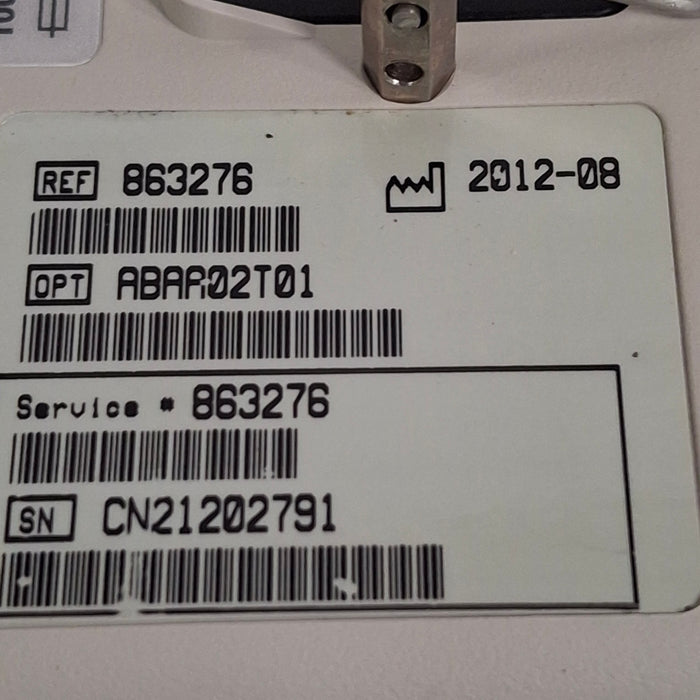 REF 863276 2012-08
OPT ABAR02T01
Service # 863276
SN CN21202791